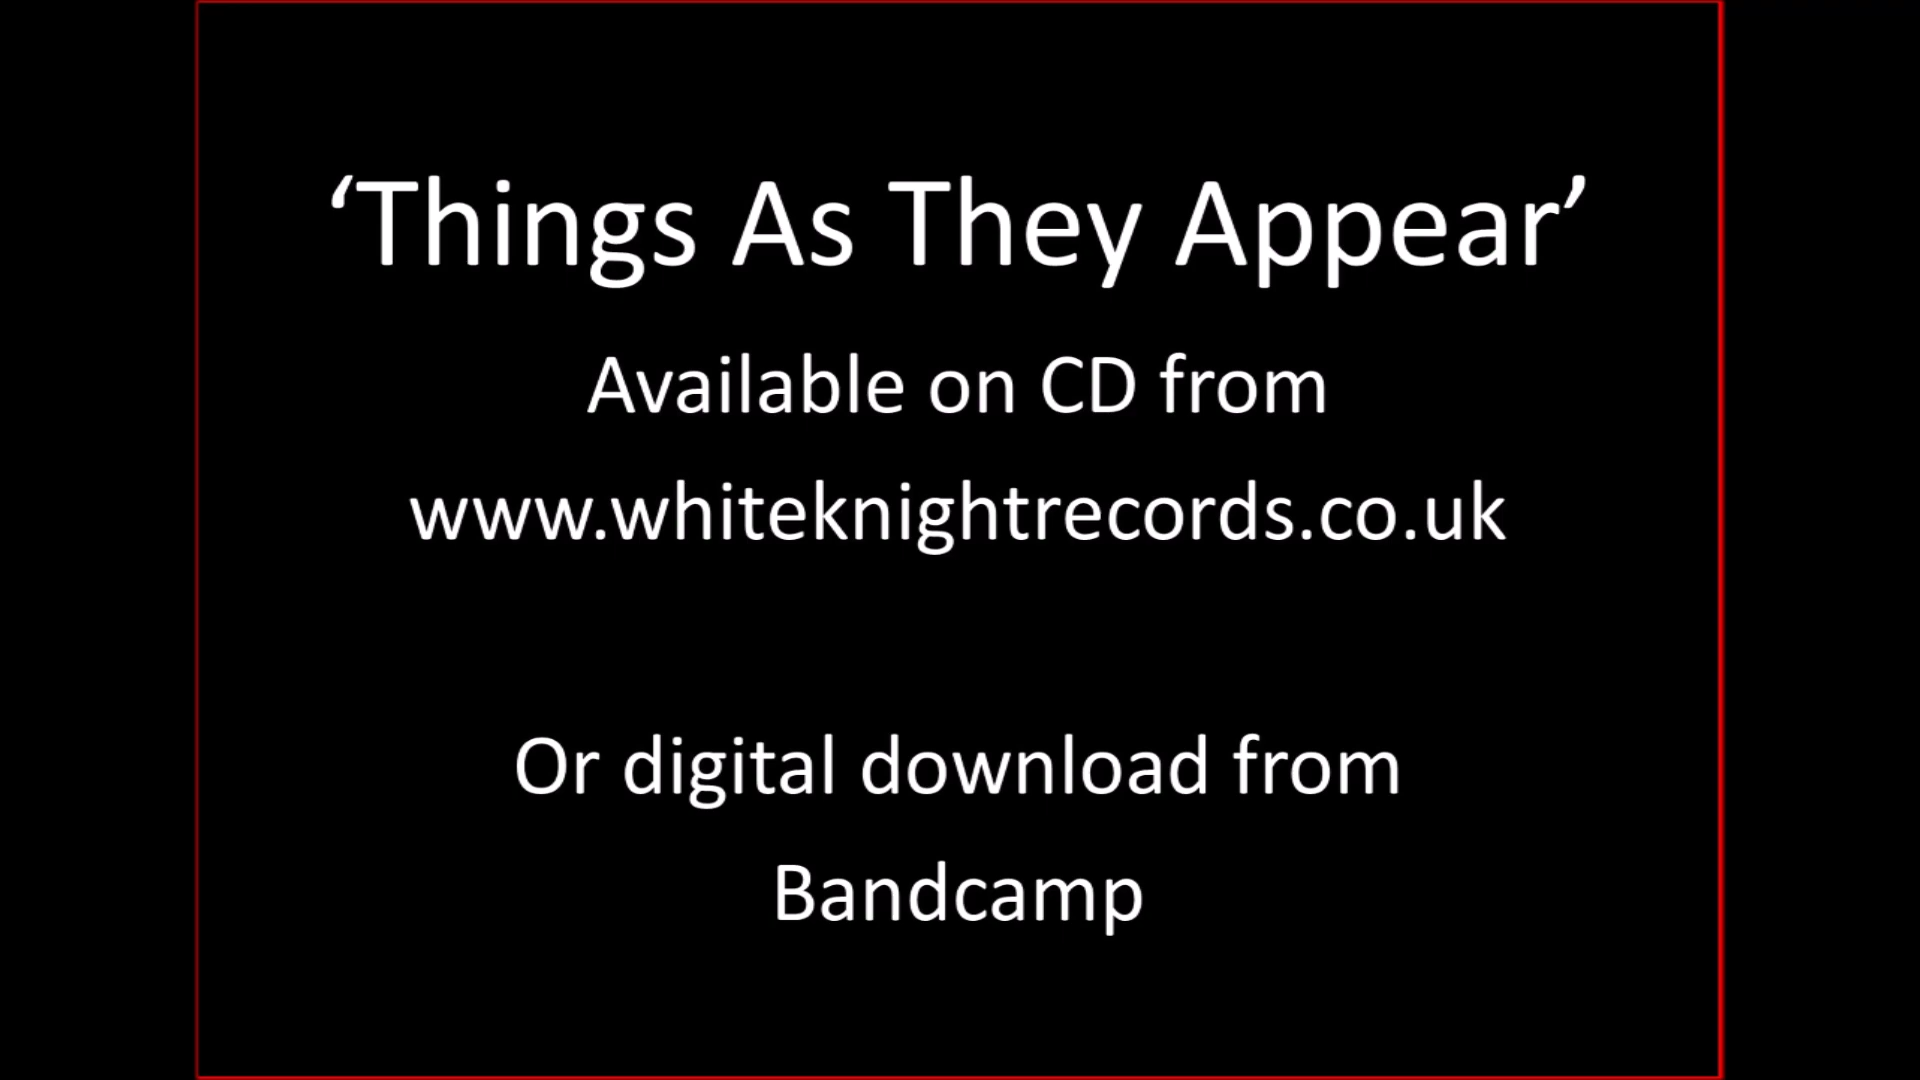 ‘Things As They Appear’
Available on CD from
www.whiteknightrecords.co.uk
Or digital download from
Bandcamp